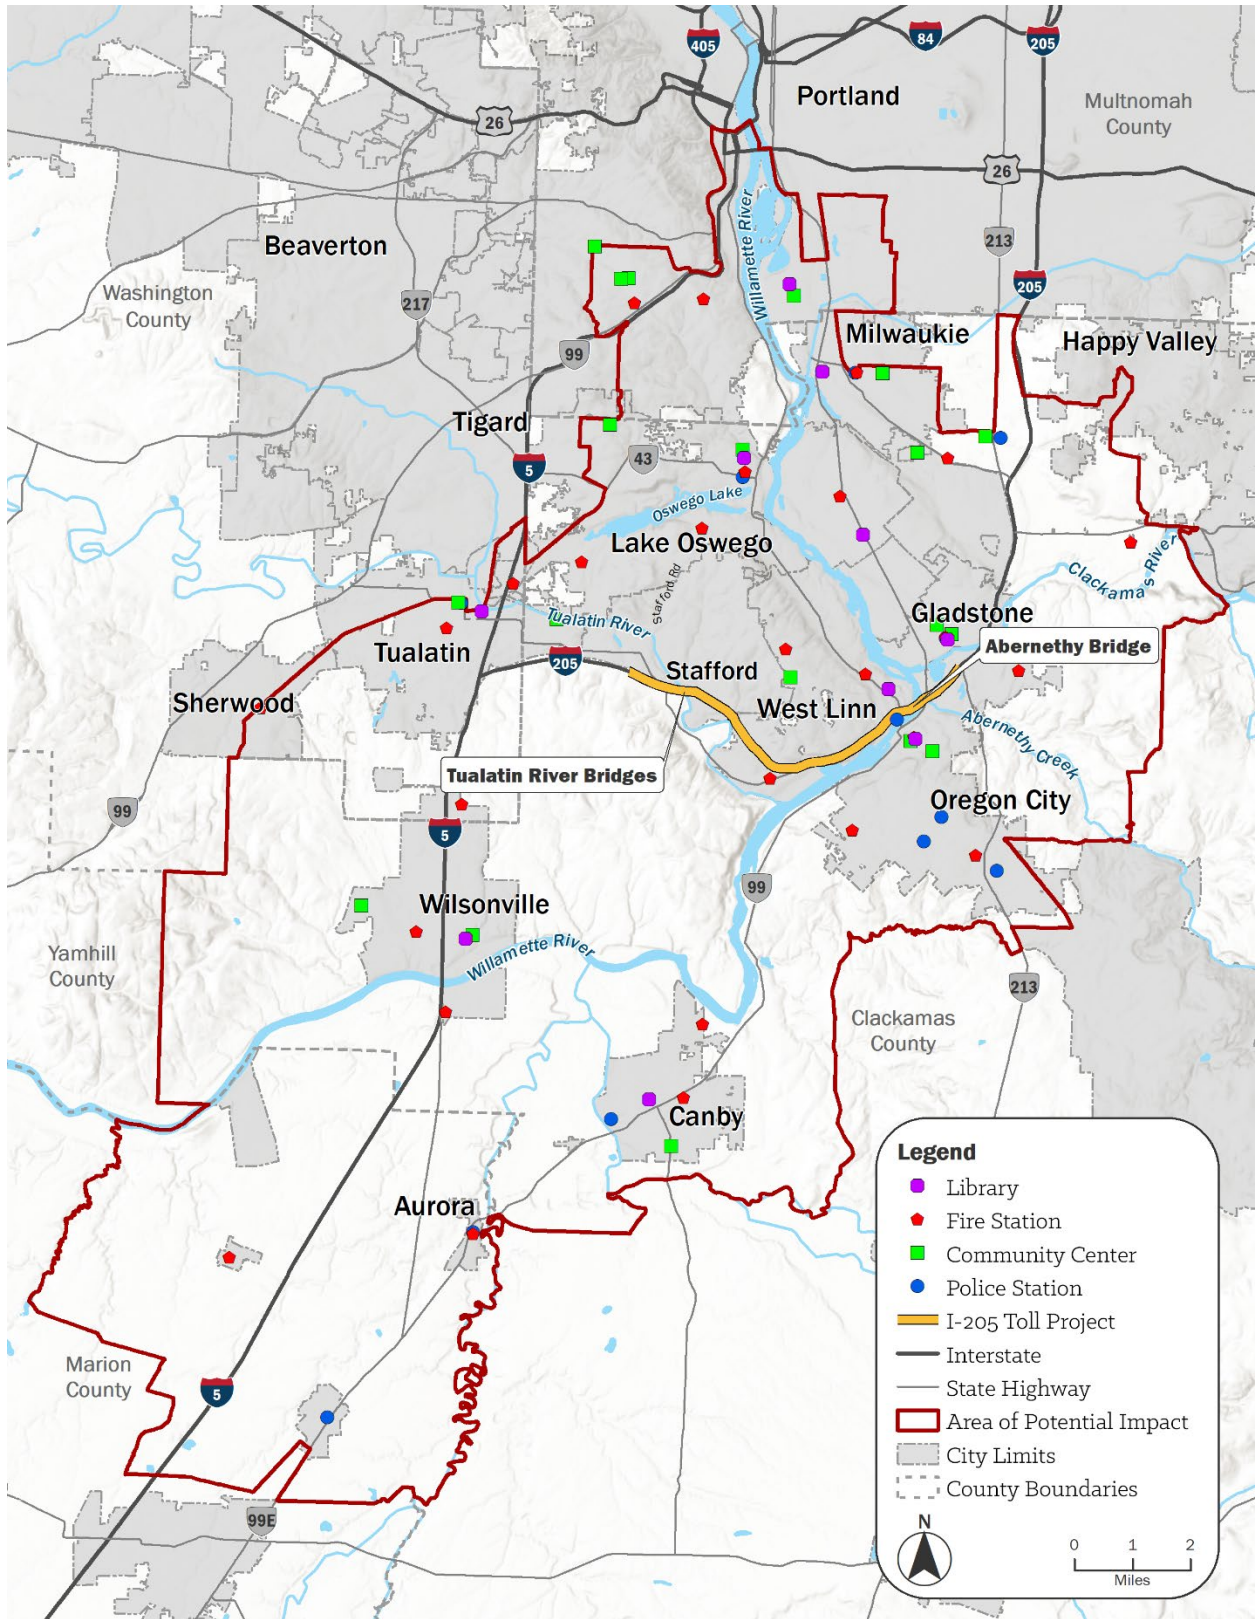 405
84
205
Portland
Multnomah
County
26
26
Beaverton
Willamette River
213
205
Washington
County
217
99
Milwaukie
Happy Valley
Tigard
5
43
Oswego Lake
Lake Oswego
Stafford Rd
Clackamas River
Tualatin River
Gladstone
Abernethy Bridge
Tualatin
205
Stafford
Sherwood
West Linn
Abernethy Creek
Tualatin River Bridges
99
5
Oregon City
99
Wilsonville
Willamette River
Yamhill
County
213
Clackamas
County
Canby
Aurora
Marion
County
5
99E
Legend
Library
Fire Station
Community Center
Police Station
I-205 Toll Project
Interstate
State Highway
Area of Potential Impact
City Limits
County Boundaries
N
0 1 2
Miles